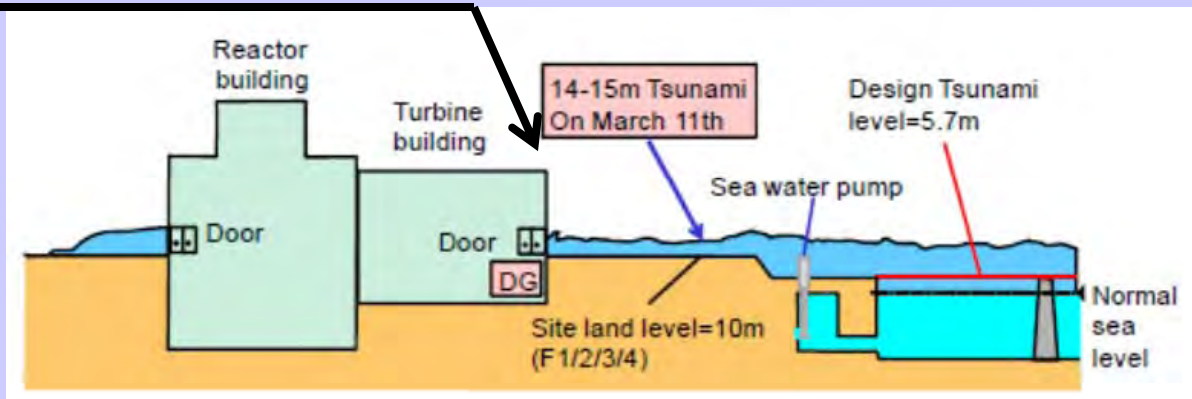 Reactor
building
Turbine
building
14-15m Tsunami
On March 11th
Design Tsunami
level=5.7m
Sea water pump
Door
Door
DG
Site land level=10m
(F1/2/3/4)
Normal
sea
level